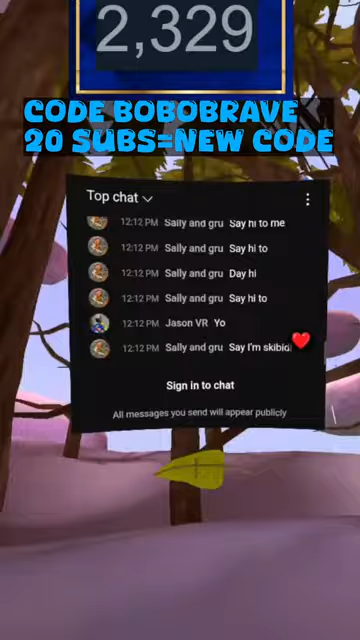 2,329
CODE BOBOBRAVE
20 SUBS=NEW CODE
Top chat
12:12 PM Sally and gru Say hi to me
12:12 PM Sally and gru Say hi to
12:12 PM Sally and gru Day hi
12:12 PM Sally and gru Say hi to
12:12 PM Jason VR Yo
12:12 PM Sally and gru Say I'm skibidi
Sign in to chat
All messages you send will appear publicly